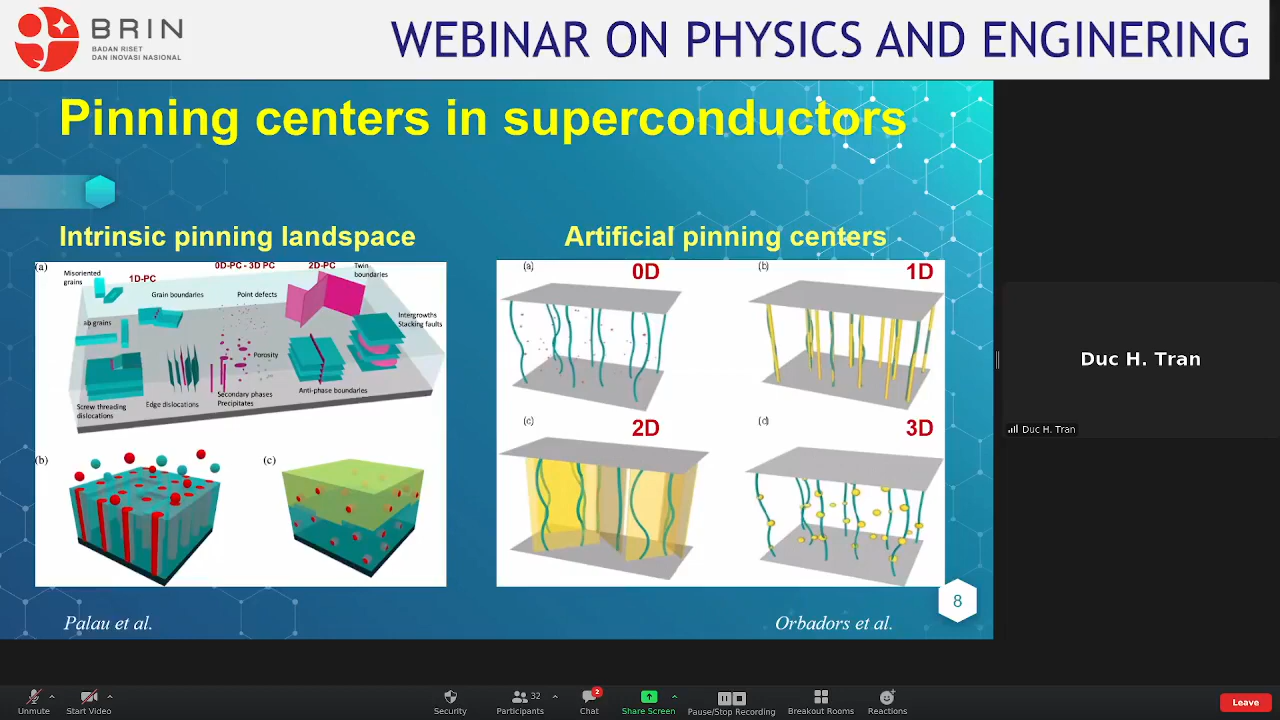 BRIN
BADAN RISET
DAN INOVASI NASIONAL
WEBINAR ON PHYSICS AND ENGINERING
Pinning centers in superconductors
Intrinsic pinning landspace
Artificial pinning centers
(a)
Misoriented
grains
1D-PC
0D-PC - 3D PC
2D-PC
Twin
boundaries
Grain boundaries
Point defects
ab grains
Intergrowths
Stacking faults
Porosity
Screw threading
dislocations
Edge dislocations
Secondary phases
Precipitates
Anti-phase boundaries
(b)
(c)
(a)
0D
(b)
1D
(c)
2D
(d)
3D
Palau et al.
Orbadors et al.
8
Duc H. Tran
Duc H. Tran
Unmute
Start Video
Security
Participants
32
Chat
2
Share Screen
Pause/Stop Recording
Breakout Rooms
Reactions
Leave